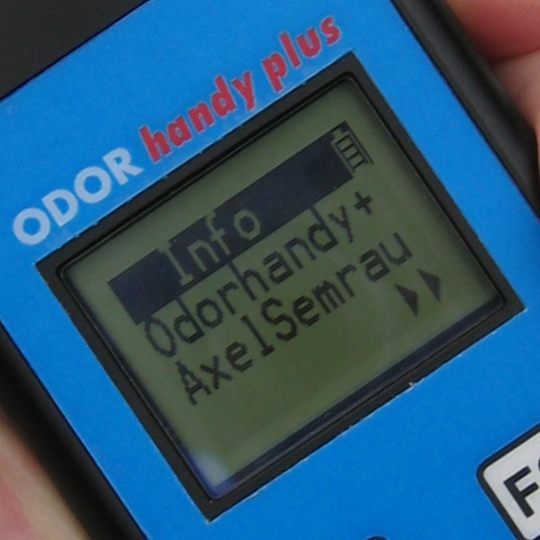 ODOR handy plus
Info
Odorhandy+
AxelSemrau